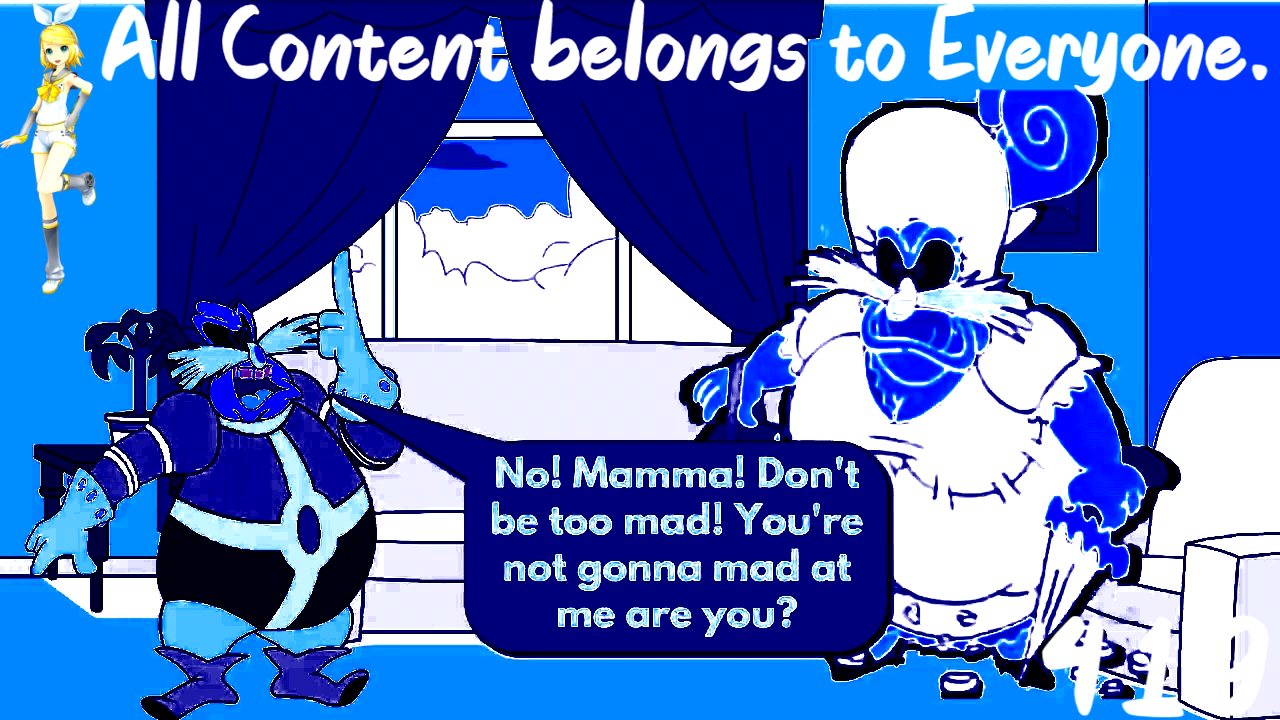 All Content belongs to Everyone.
No! Mamma! Don't
be too mad! You're
not gonna mad at
me are you?
410